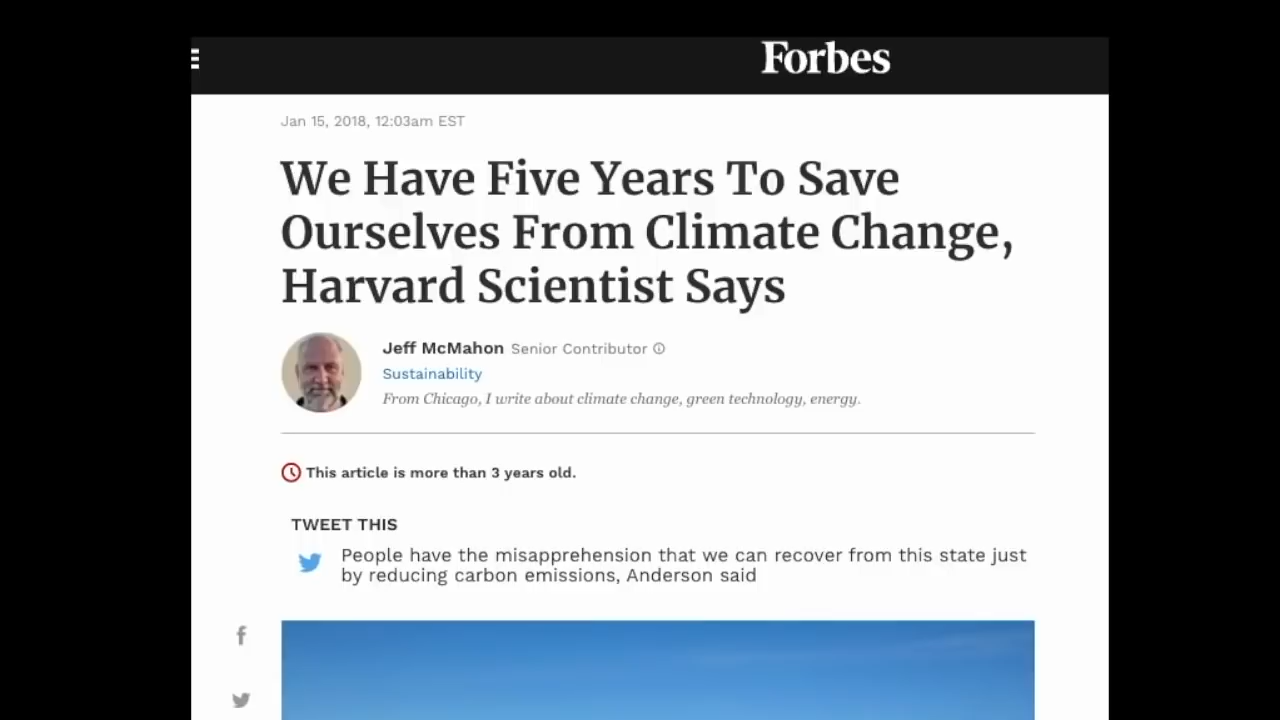 Forbes
Jan 15, 2018, 12:03am EST
We Have Five Years To Save
Ourselves From Climate Change,
Harvard Scientist Says
Jeff McMahon Senior Contributor
Sustainability
From Chicago, I write about climate change, green technology, energy.
This article is more than 3 years old.
TWEET THIS
People have the misapprehension that we can recover from this state just
by reducing carbon emissions, Anderson said